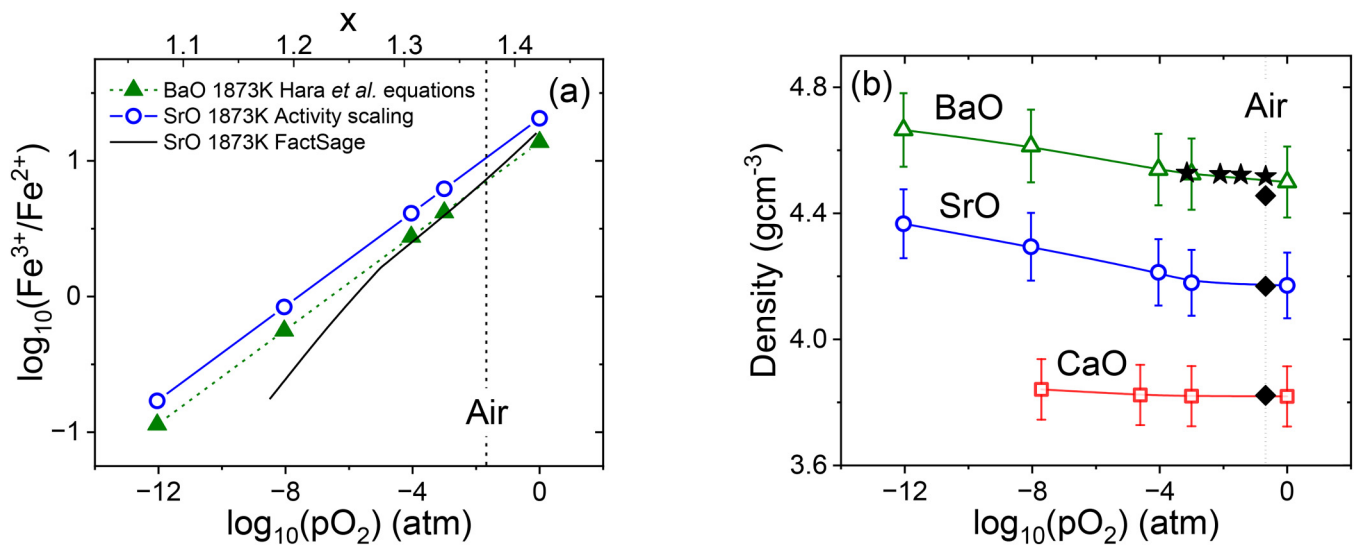 x
1.1 1.2 1.3 1.4
BaO 1873K Hara et al. equations
SrO 1873K Activity scaling
SrO 1873K FactSage
(a)
log₁₀(Fe³⁺/Fe²⁺)
1
0
−1
Air
−12 −8 −4 0
log₁₀(pO₂) (atm)
(b)
Density (gcm⁻³)
4.8
4.4
4.0
3.6
BaO
Air
SrO
CaO
−12 −8 −4 0
log₁₀(pO₂) (atm)